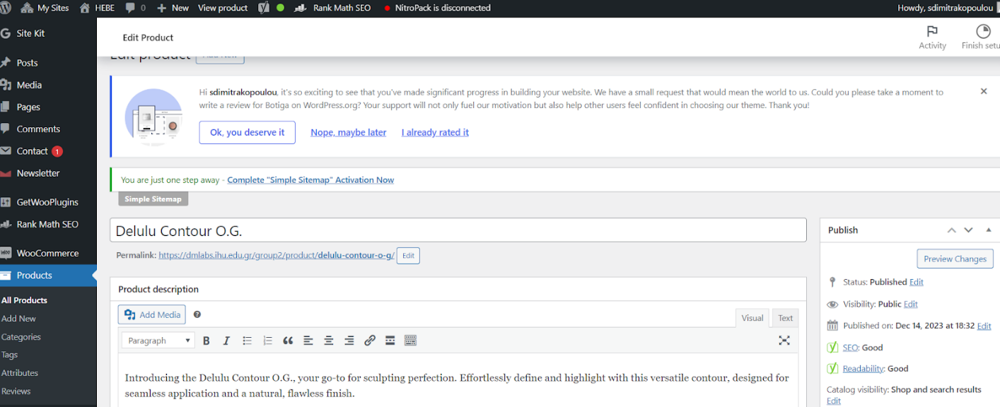 My Sites HEBE 0 New View product Rank Math SEO NitroPack is disconnected Howdy, sdimitrakopoulou
Site Kit
Posts
Media
Pages
Comments
Contact 1
Newsletter
GetWooPlugins
Rank Math SEO
WooCommerce
Products
All Products
Add New
Categories
Tags
Attributes
Reviews
Edit Product
Activity
Finish setu
Edit product
Add New
Hi sdimitrakopoulou, it's so exciting to see that you've made significant progress in building your website. We have a small request that would mean the world to us. Could you please take a moment to
write a review for Botiga on WordPress.org? Your support will not only fuel our motivation but also help other users feel confident in choosing our theme. Thank you!
Ok, you deserve it Nope, maybe later I already rated it
You are just one step away - Complete "Simple Sitemap" Activation Now
Simple Sitemap
Delulu Contour O.G.
Permalink: https://dmlabs.ihu.edu.gr/group2/product/delulu-contour-o-g/ Edit
Product description
Add Media
Visual Text
Paragraph
Introducing the Delulu Contour O.G., your go-to for sculpting perfection. Effortlessly define and highlight with this versatile contour, designed for
seamless application and a natural, flawless finish.
Publish
Preview Changes
Status: Published Edit
Visibility: Public Edit
Published on: Dec 14, 2023 at 18:32 Edit
SEO: Good
Readability: Good
Catalog visibility: Shop and search results
Edit